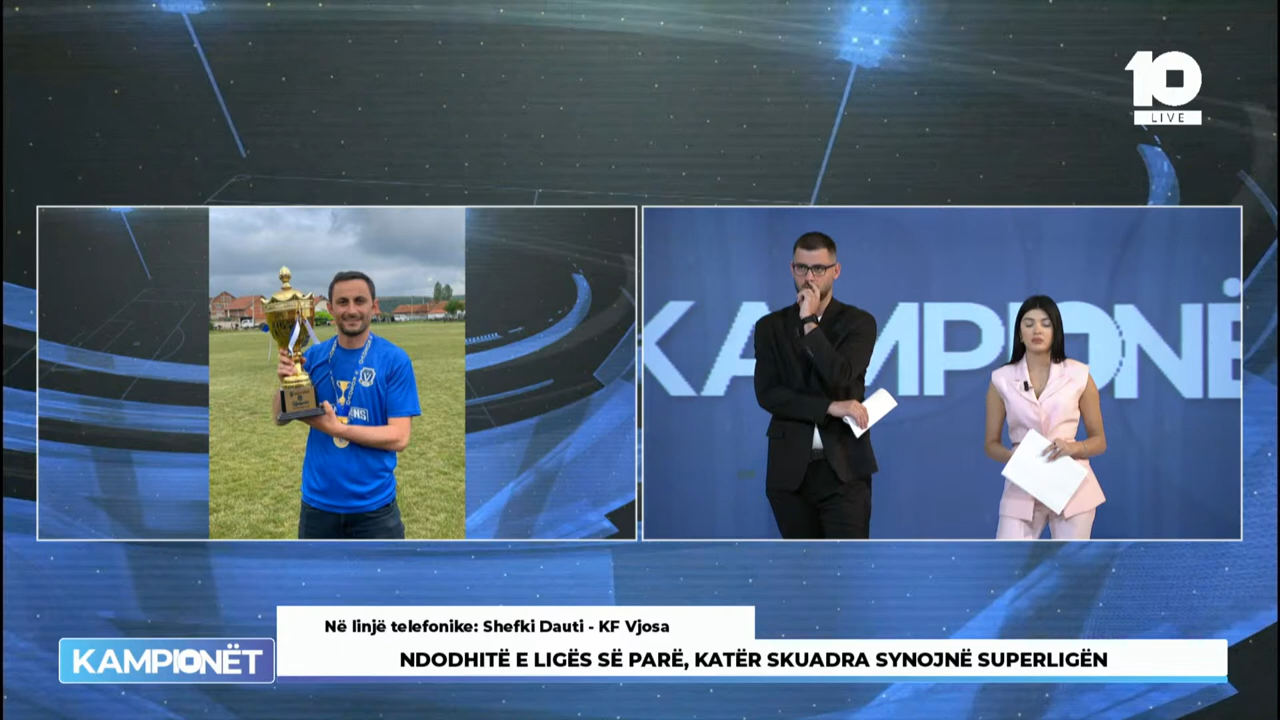 10
LIVE
KAMPIONË
Në linjë telefonike: Shefki Dauti - KF Vjosa
KAMPIONËT
NDODHITË E LIGËS SË PARË, KATËR SKUADRA SYNOJNË SUPERLIGËN